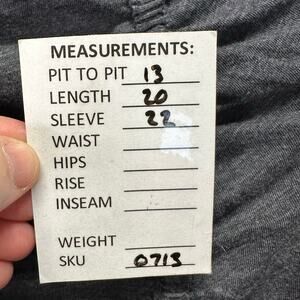 MEASUREMENTS:
PIT TO PIT 13
LENGTH 20
SLEEVE 22
WAIST
HIPS
RISE
INSEAM
WEIGHT
SKU 0713